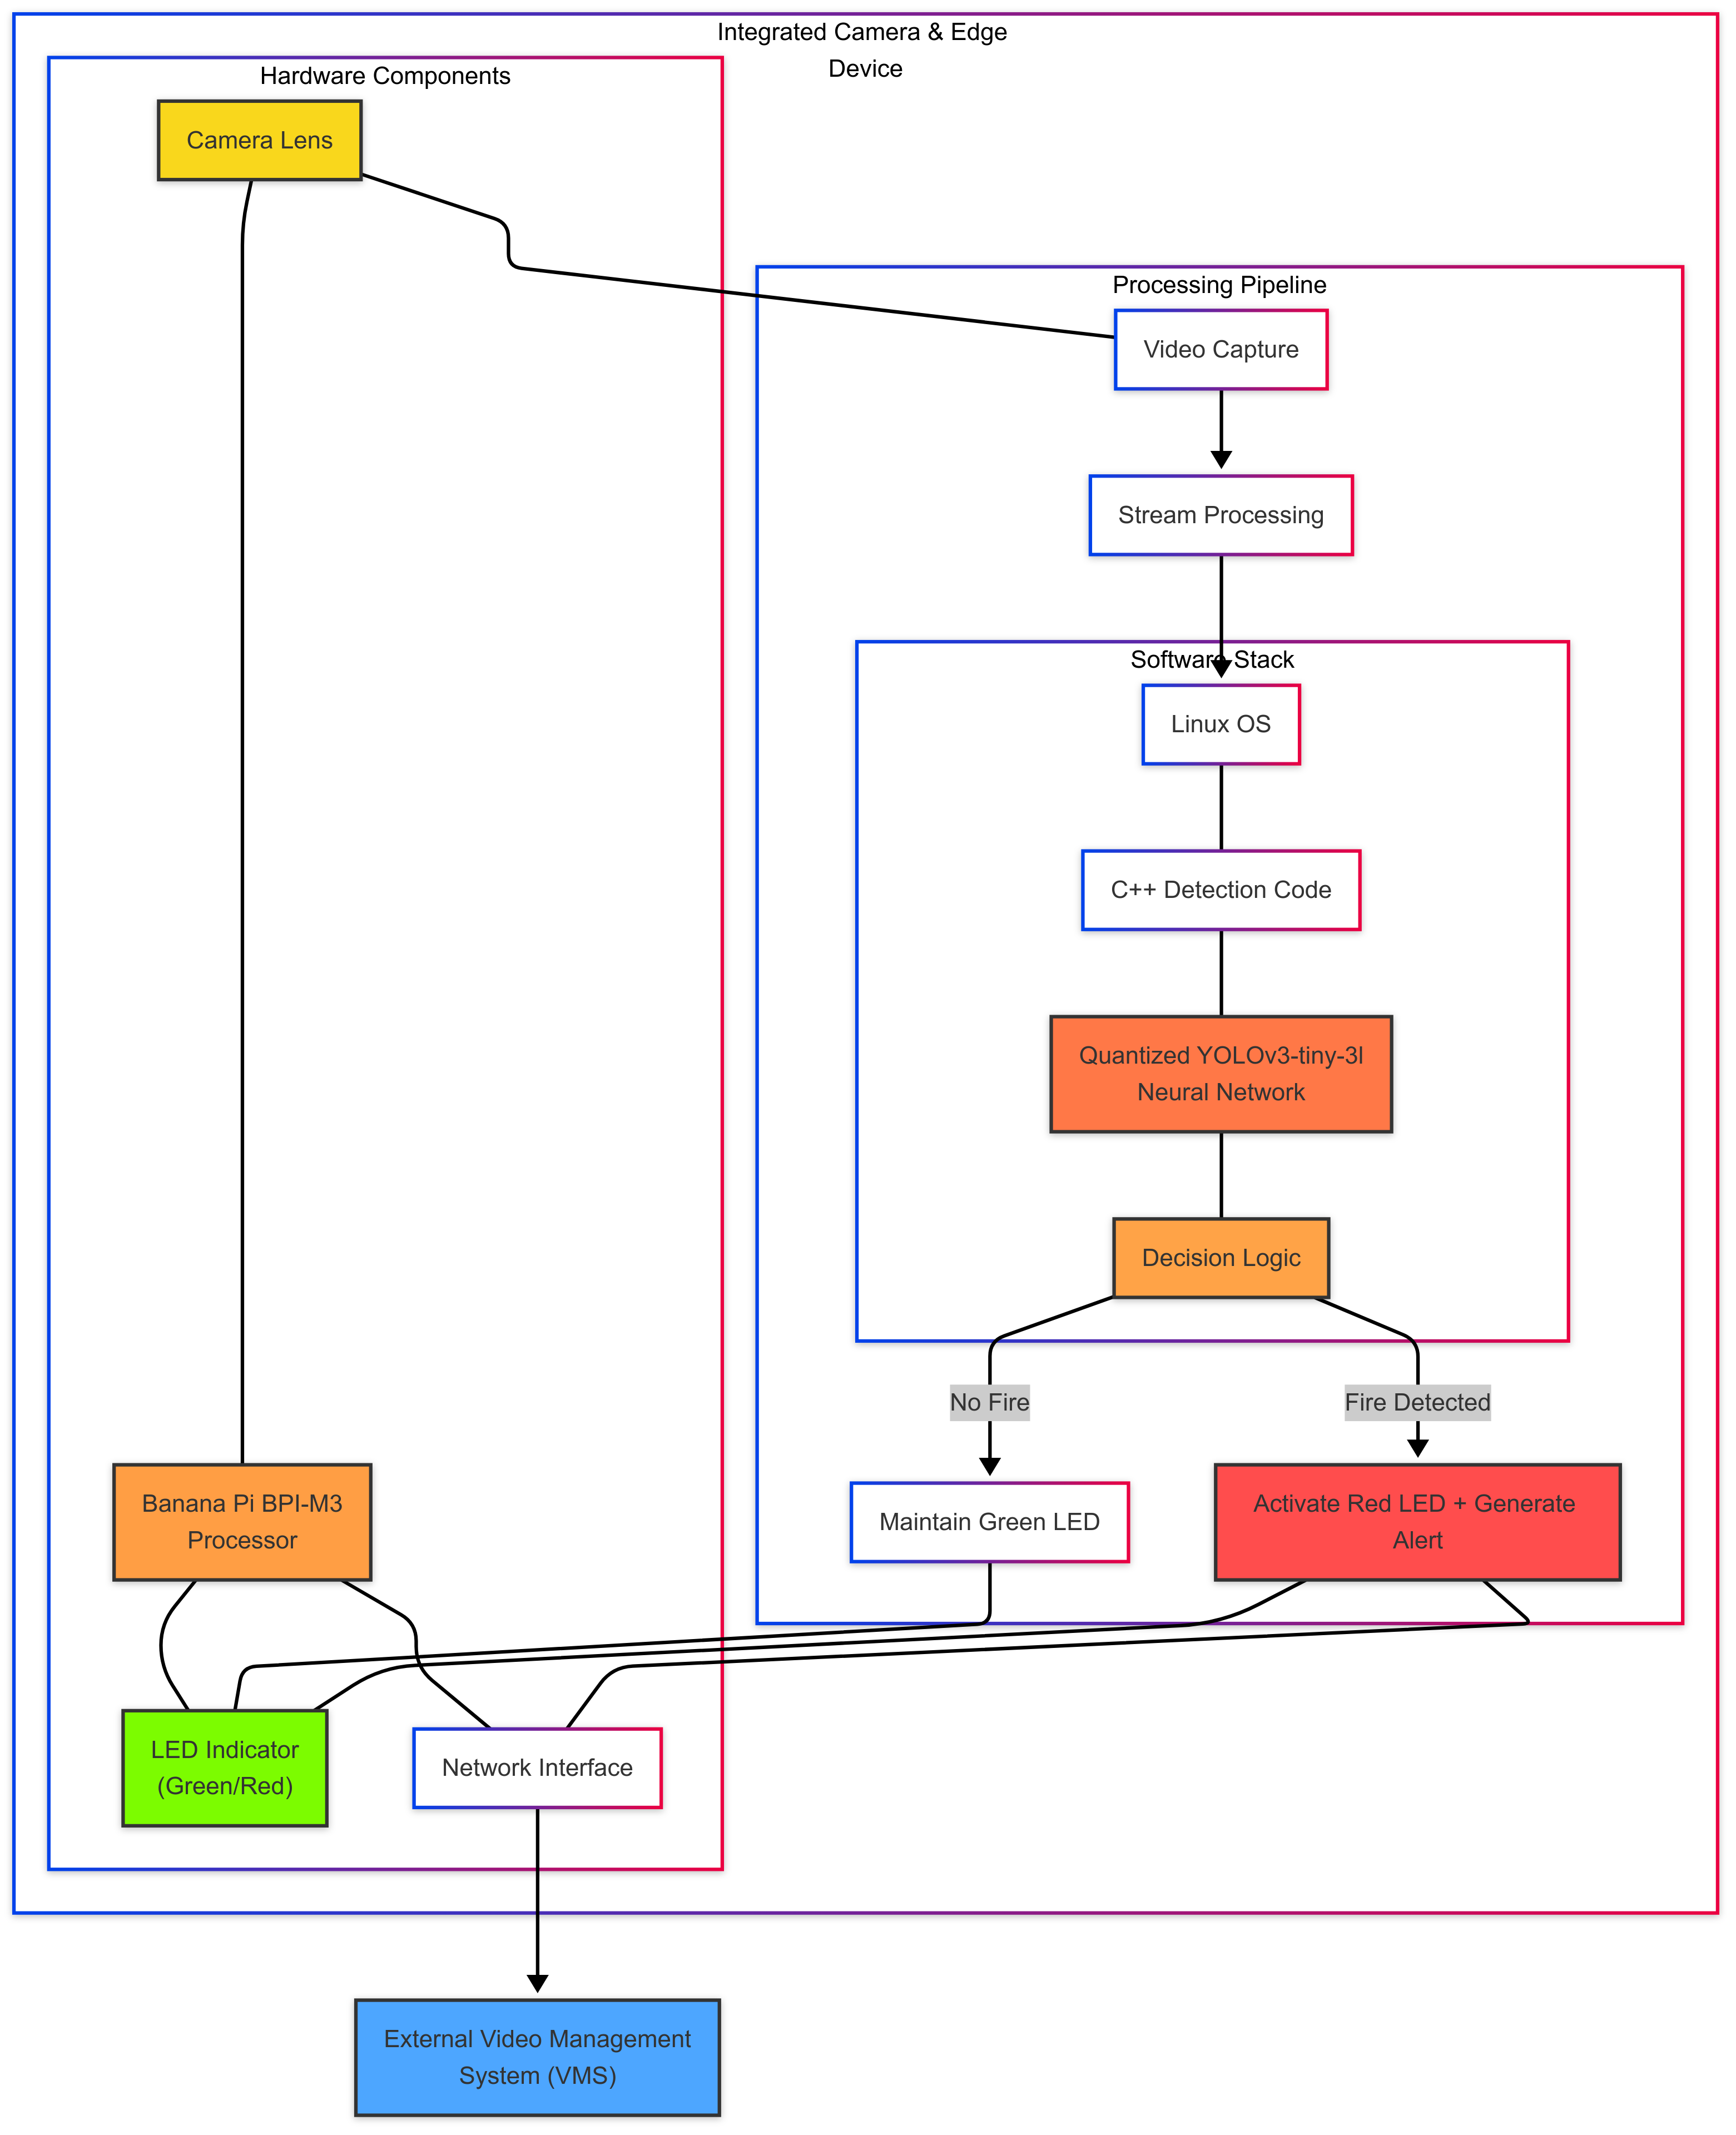 Integrated Camera & Edge
Device
Hardware Components
Camera Lens
Processing Pipeline
Video Capture
Stream Processing
Software Stack
Linux OS
C++ Detection Code
Quantized YOLOv3-tiny-3l
Neural Network
Decision Logic
No Fire
Fire Detected
Banana Pi BPI-M3
Processor
Maintain Green LED
Activate Red LED + Generate
Alert
LED Indicator
(Green/Red)
Network Interface
External Video Management
System (VMS)